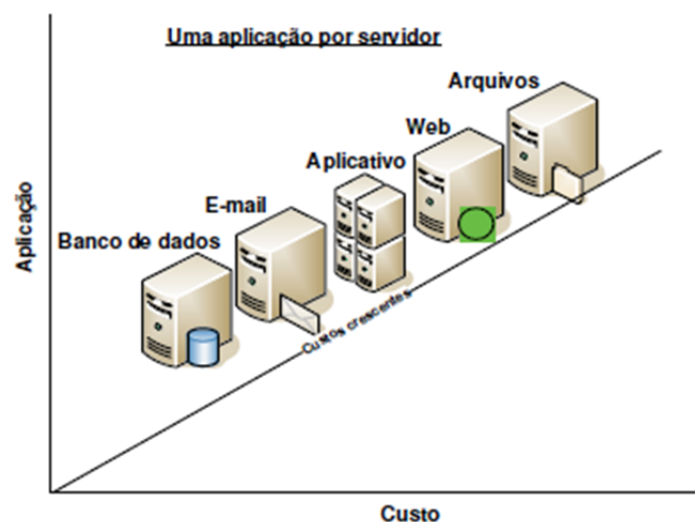 Uma aplicação por servidor
Arquivos
Web
Aplicativo
E-mail
Banco de dados
Aplicação
Custos crescentes
Custo